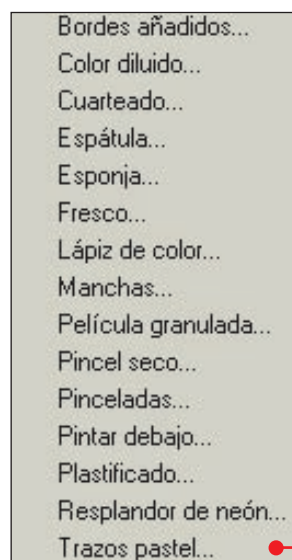 Bordes añadidos...
Color diluido...
Cuarteado...
Espátula...
Esponja...
Fresco...
Lápiz de color...
Manchas...
Película granulada...
Pincel seco...
Pinceladas...
Pintar debajo...
Plastificado...
Resplandor de neón...
Trazos pastel...